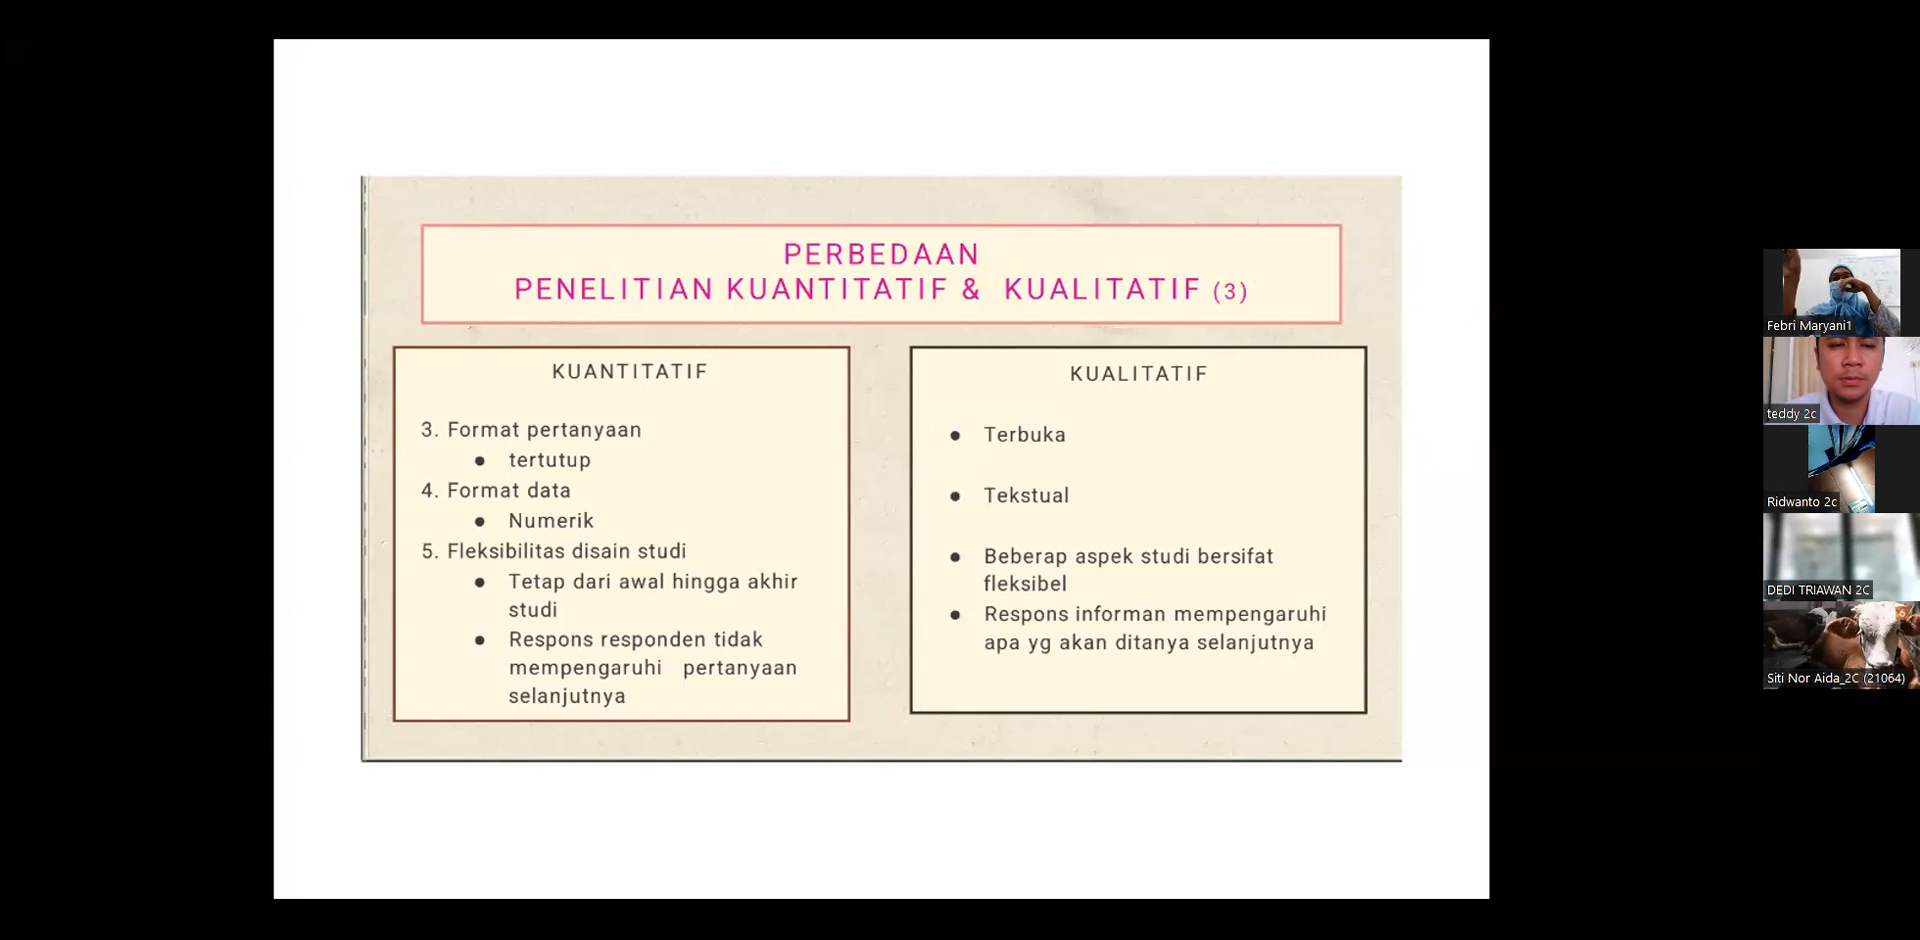 PERBEDAAN
PENELITIAN KUANTITATIF & KUALITATIF (3)
KUANTITATIF
3. Format pertanyaan
● tertutup
4. Format data
● Numerik
5. Fleksibilitas disain studi
● Tetap dari awal hingga akhir
studi
● Respons responden tidak
mempengaruhi pertanyaan
selanjutnya
KUALITATIF
● Terbuka
● Tekstual
● Beberap aspek studi bersifat
fleksibel
● Respons informan mempengaruhi
apa yg akan ditanya selanjutnya
Febri Maryani1
teddy 2c
Ridwanto 2c
DEDI TRIAWAN 2C
Siti Nor Aida_2C (21064)